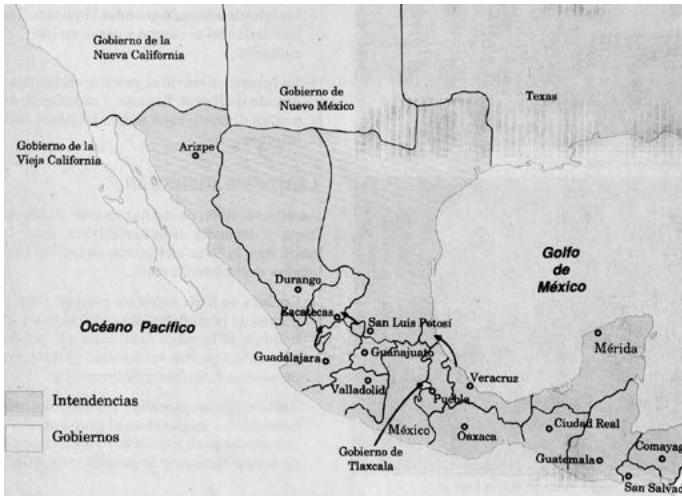 Gobierno de la
Nueva California
Gobierno de
Nuevo México
Texas
Gobierno de la
Vieja California
Arizpe
Golfo
de
México
Durango
Zacatecas
San Luis Potosí
Océano Pacífico
Mérida
Guadalajara
Guanajuato
Valladolid
Veracruz
Puebla
Intendencias
México
Ciudad Real
Oaxaca
Gobiernos
Gobierno de
Tlaxcala
Comayag
Guatemala
San Salvad